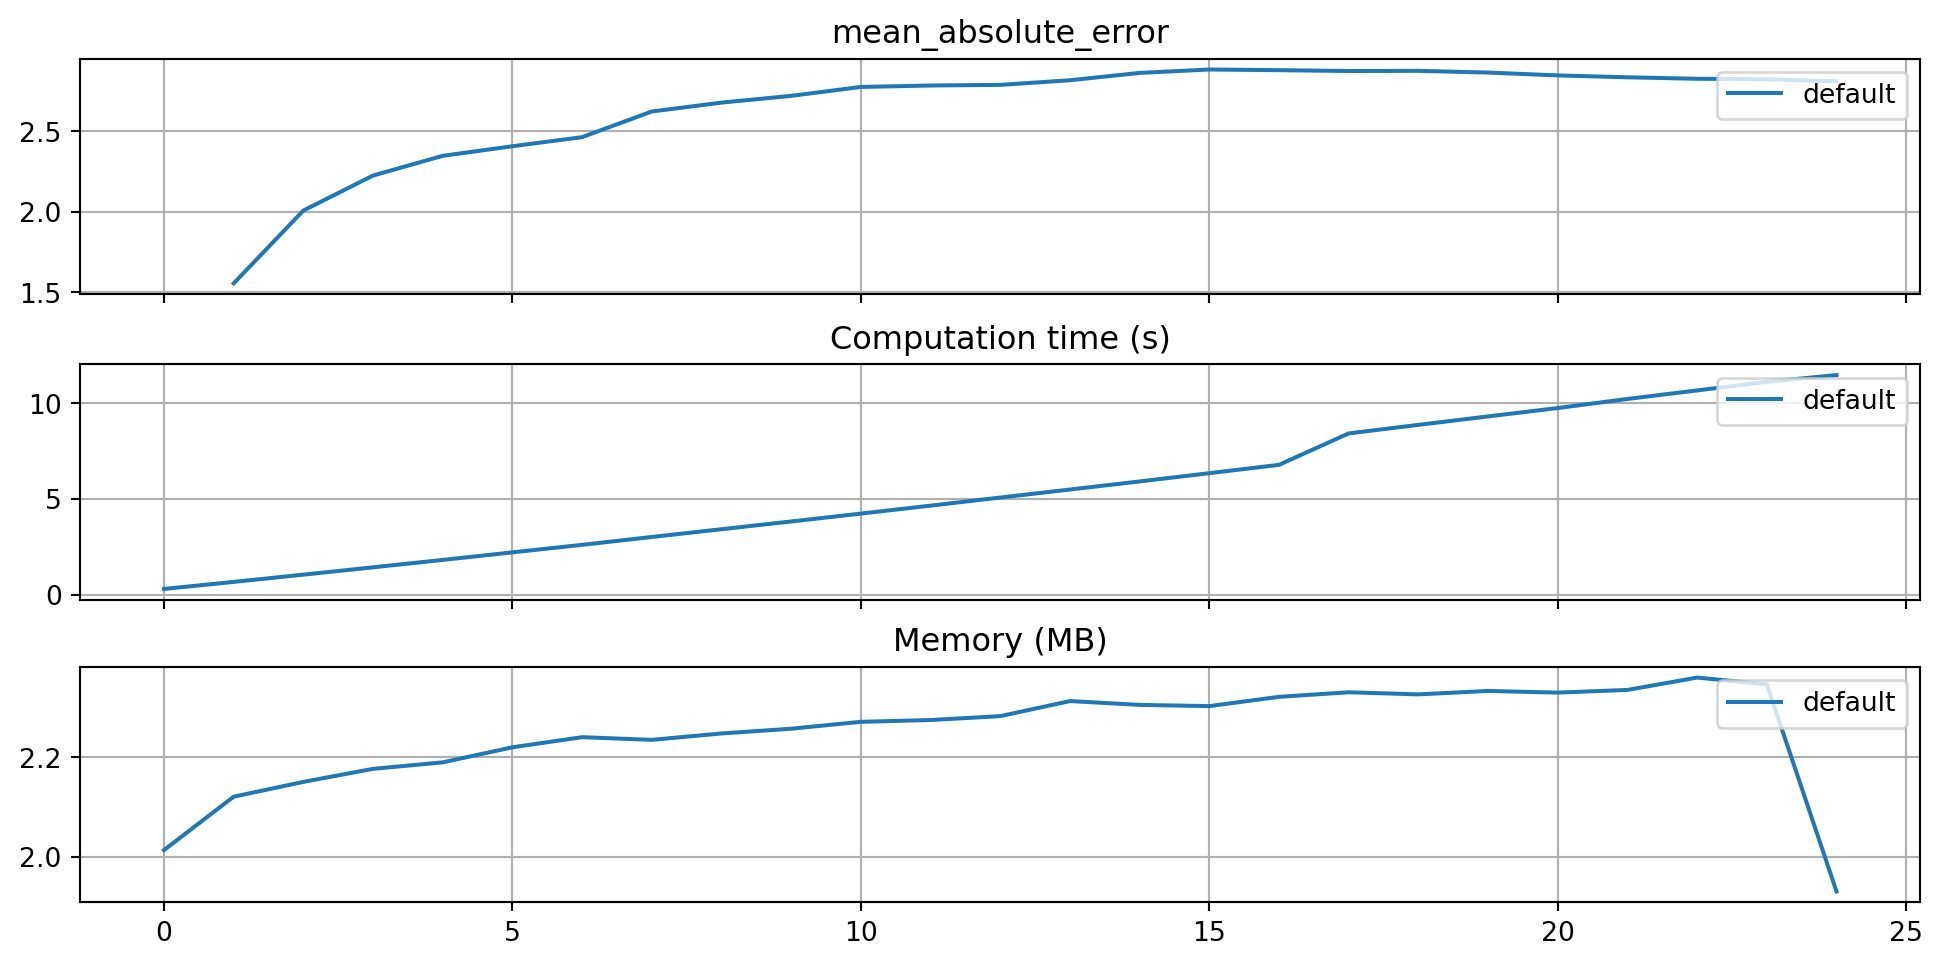 mean_absolute_error
2.5
2.0
1.5
default
Computation time (s)
10
5
0
default
Memory (MB)
2.2
2.0
default
0 5 10 15 20 25